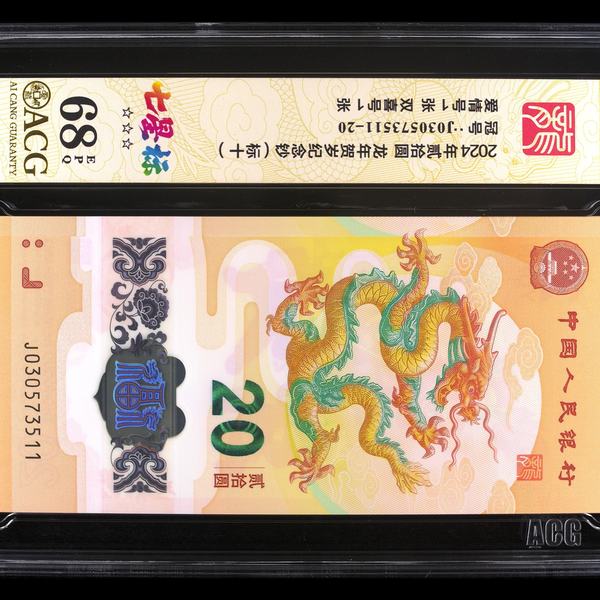 2024年贰拾圆 龙年贺岁纪念钞(标十)
冠号:J030573511-20
爱情号1张 双喜号1张
七星标
☆☆☆
68 EPQ
ACG
AI CANG GUARANTY
中国人民银行
20
贰拾圆
J030573511
ACG